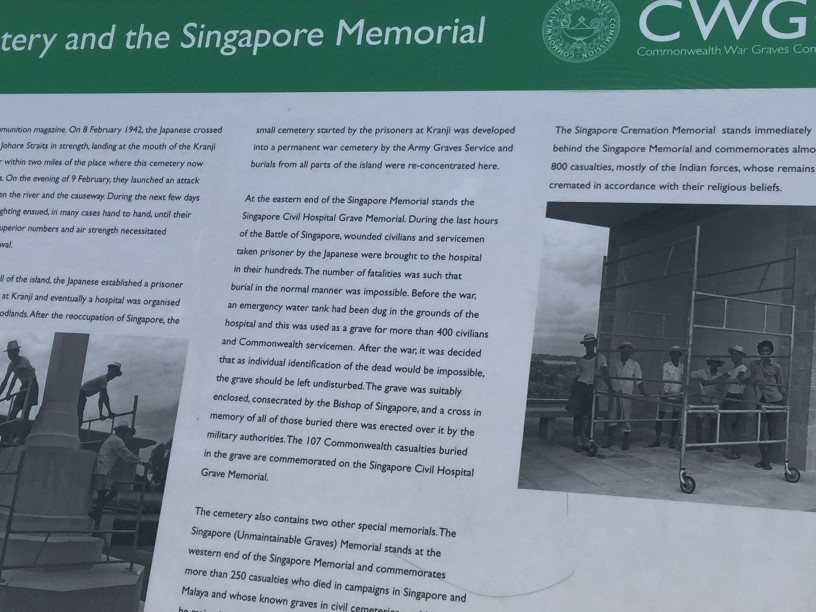 tery and the Singapore Memorial
CWG
Commonwealth War Graves Con
COMMONWEALTH WAR GRAVES COMMISSION
munition magazine. On 8 February 1942, the Japanese crossed
Johore Straits in strength, landing at the mouth of the Kranji
within two miles of the place where this cemetery now
. On the evening of 9 February, they launched an attack
en the river and the causeway. During the next few days
ghting ensued, in many cases hand to hand, until their
uperior numbers and air strength necessitated
wal.
ll of the island, the Japanese established a prisoner
at Kranji and eventually a hospital was organised
odlands. After the reoccupation of Singapore, the
small cemetery started by the prisoners at Kranji was developed
into a permanent war cemetery by the Army Graves Service and
burials from all parts of the island were re-concentrated here.
At the eastern end of the Singapore Memorial stands the
Singapore Civil Hospital Grave Memorial. During the last hours
of the Battle of Singapore, wounded civilians and servicemen
taken prisoner by the Japanese were brought to the hospital
in their hundreds. The number of fatalities was such that
burial in the normal manner was impossible. Before the war,
an emergency water tank had been dug in the grounds of the
hospital and this was used as a grave for more than 400 civilians
and Commonwealth servicemen. After the war, it was decided
that as individual identification of the dead would be impossible,
the grave should be left undisturbed. The grave was suitably
enclosed, consecrated by the Bishop of Singapore, and a cross in
memory of all of those buried there was erected over it by the
military authorities. The 107 Commonwealth casualties buried
in the grave are commemorated on the Singapore Civil Hospital
Grave Memorial.
The cemetery also contains two other special memorials. The
Singapore (Unmaintainable Graves) Memorial stands at the
western end of the Singapore Memorial and commemorates
more than 250 casualties who died in campaigns in Singapore and
Malaya and whose known graves in civil cemeteries
The Singapore Cremation Memorial stands immediately
behind the Singapore Memorial and commemorates almo
800 casualties, mostly of the Indian forces, whose remains
cremated in accordance with their religious beliefs.